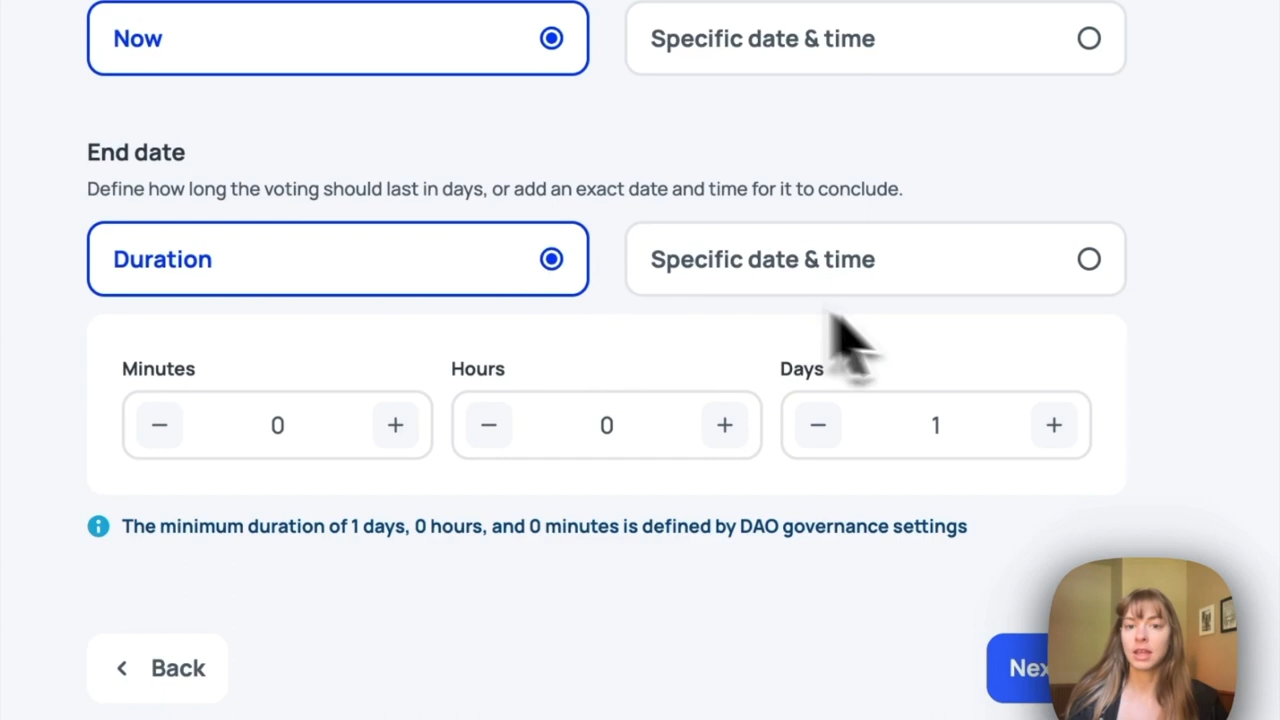 Now
Specific date & time
End date
Define how long the voting should last in days, or add an exact date and time for it to conclude.
Duration
Specific date & time
Minutes
Hours
Days
0
0
1
The minimum duration of 1 days, 0 hours, and 0 minutes is defined by DAO governance settings
Back